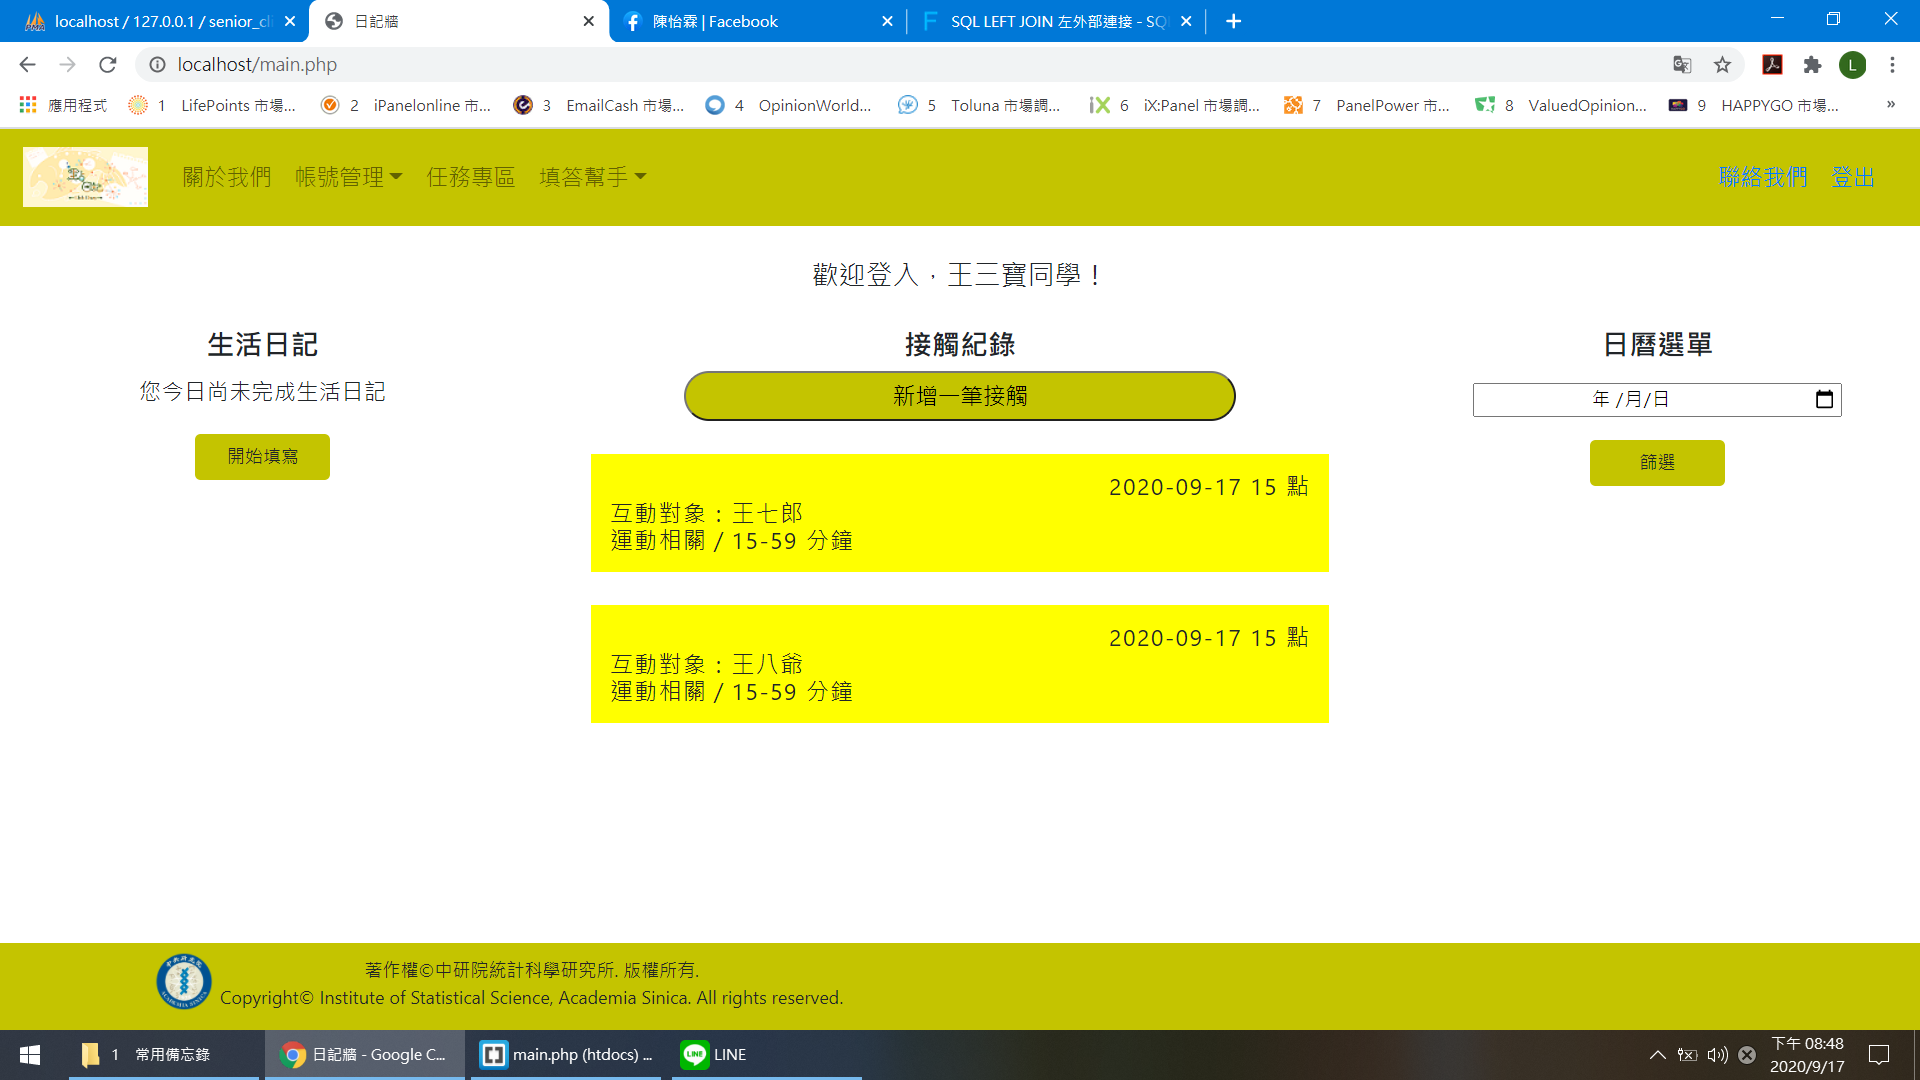 localhost / 127.0.0.1 / senior_cli
日記牆
陳怡霖 | Facebook
SQL LEFT JOIN 左外部連接 - SQL
localhost/main.php
L
應用程式
1 LifePoints 市場...
2 iPanelonline 市...
3 EmailCash 市場...
4 OpinionWorld...
5 Toluna 市場調...
6 iX:Panel 市場調...
7 PanelPower 市...
8 ValuedOpinion...
9 HAPPYGO 市場...
»
關於我們
帳號管理
任務專區
填答幫手
聯絡我們
登出
歡迎登入，王三寶同學！
生活日記
您今日尚未完成生活日記
開始填寫
接觸紀錄
新增一筆接觸
2020-09-17 15 點
互動對象：王七郎
運動相關 / 15-59 分鐘
2020-09-17 15 點
互動對象：王八爺
運動相關 / 15-59 分鐘
日曆選單
年 /月/日
篩選
著作權©中研院統計科學研究所. 版權所有.
Copyright© Institute of Statistical Science, Academia Sinica. All rights reserved.
1 常用備忘錄
日記牆 - Google C...
main.php (htdocs) ...
LINE
下午 08:48
2020/9/17